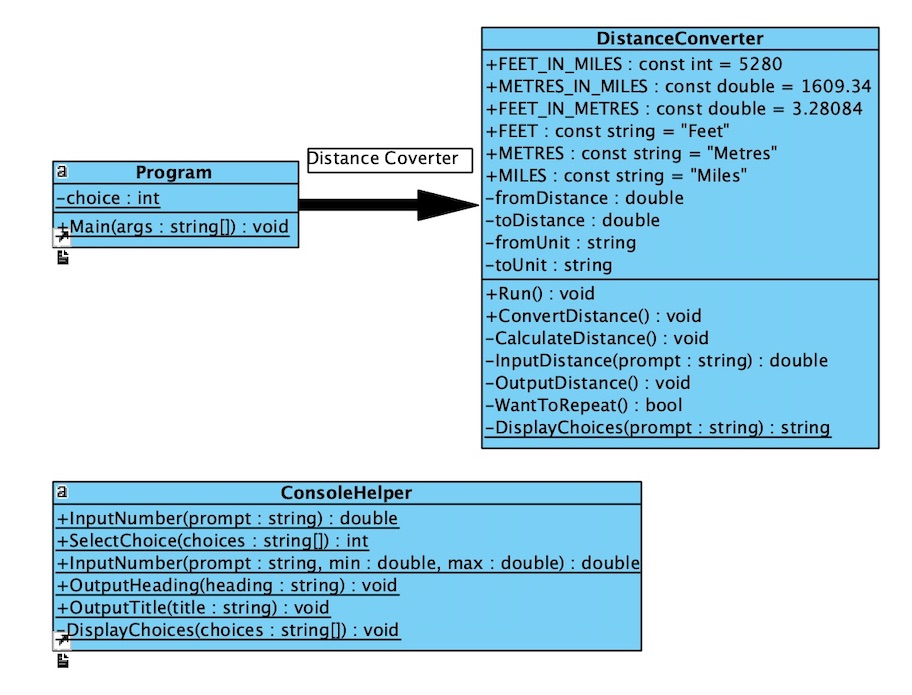 DistanceConverter
+FEET_IN_MILES : const int = 5280
+METRES_IN_MILES : const double = 1609.34
+FEET_IN_METRES : const double = 3.28084
+FEET : const string = "Feet"
+METRES : const string = "Metres"
+MILES : const string = "Miles"
-fromDistance : double
-toDistance : double
-fromUnit : string
-toUnit : string
+Run() : void
+ConvertDistance() : void
-CalculateDistance() : void
-InputDistance(prompt : string) : double
-OutputDistance() : void
-WantToRepeat() : bool
-DisplayChoices(prompt : string) : string
Distance Coverter
a
Program
-choice : int
+Main(args : string[]) : void
a
ConsoleHelper
+InputNumber(prompt : string) : double
+SelectChoice(choices : string[]) : int
+InputNumber(prompt : string, min : double, max : double) : double
+OutputHeading(heading : string) : void
+OutputTitle(title : string) : void
-DisplayChoices(choices : string[]) : void